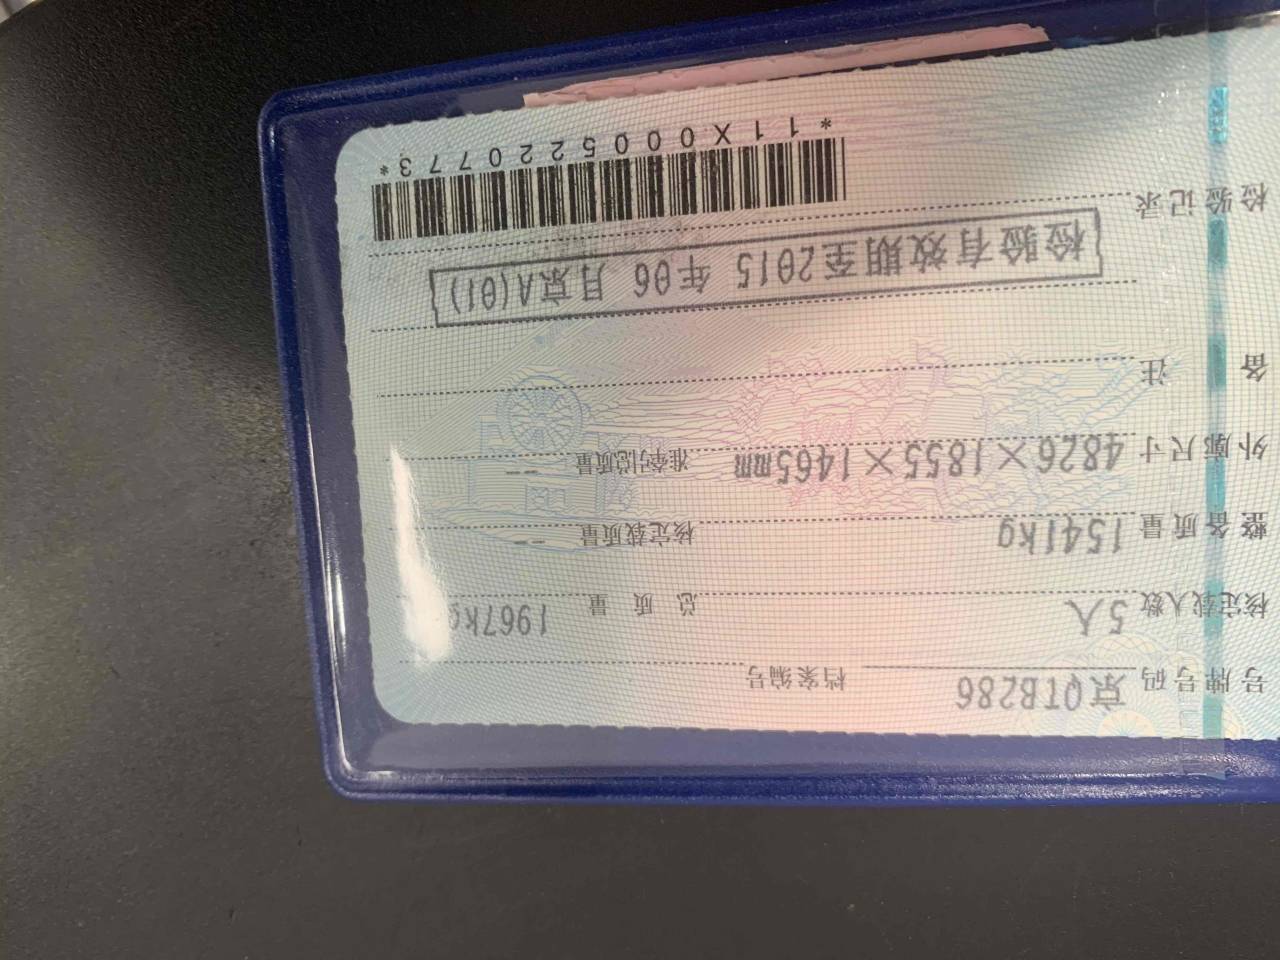 号牌号码 京QTB286 档案编号
核定载人数 5人 总质量 1967kg
整备质量 1541kg 核定载质量 --
外廓尺寸 4826×1855×1465mm 准牵引总质量 --
备注
检验有效期至2015年06月京A(01)
检验记录
*11X0005220773*